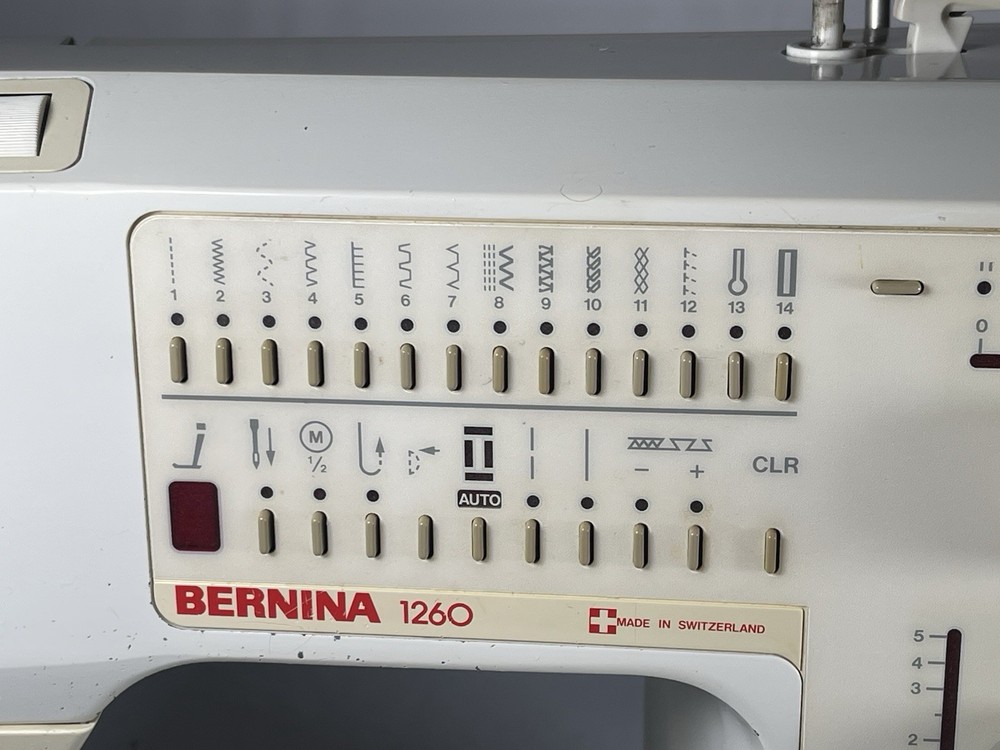 1 2 3 4 5 6 7 8 9 10 11 12 13 14
0
M
1/2
− + CLR
AUTO
BERNINA 1260
MADE IN SWITZERLAND
5
4
3
2